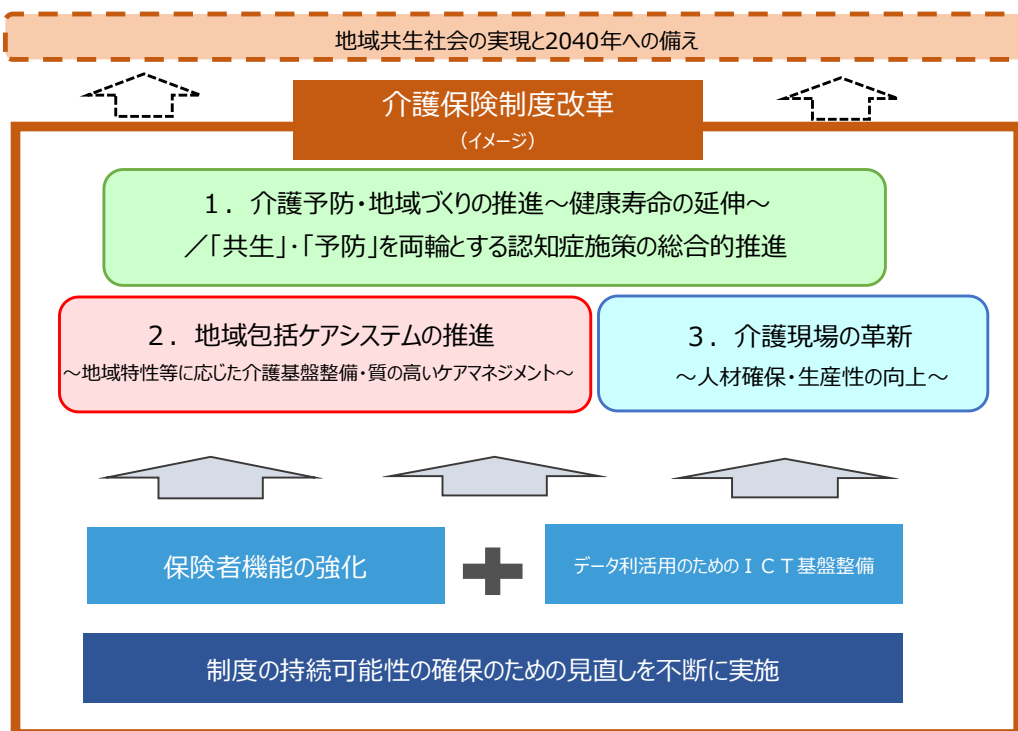 地域共生社会の実現と2040年への備え
介護保険制度改革
（イメージ）
１．介護予防・地域づくりの推進～健康寿命の延伸～
／「共生」・「予防」を両輪とする認知症施策の総合的推進
２．地域包括ケアシステムの推進
～地域特性等に応じた介護基盤整備・質の高いケアマネジメント～
３．介護現場の革新
～人材確保・生産性の向上～
保険者機能の強化
データ利活用のためのＩＣＴ基盤整備
制度の持続可能性の確保のための見直しを不断に実施